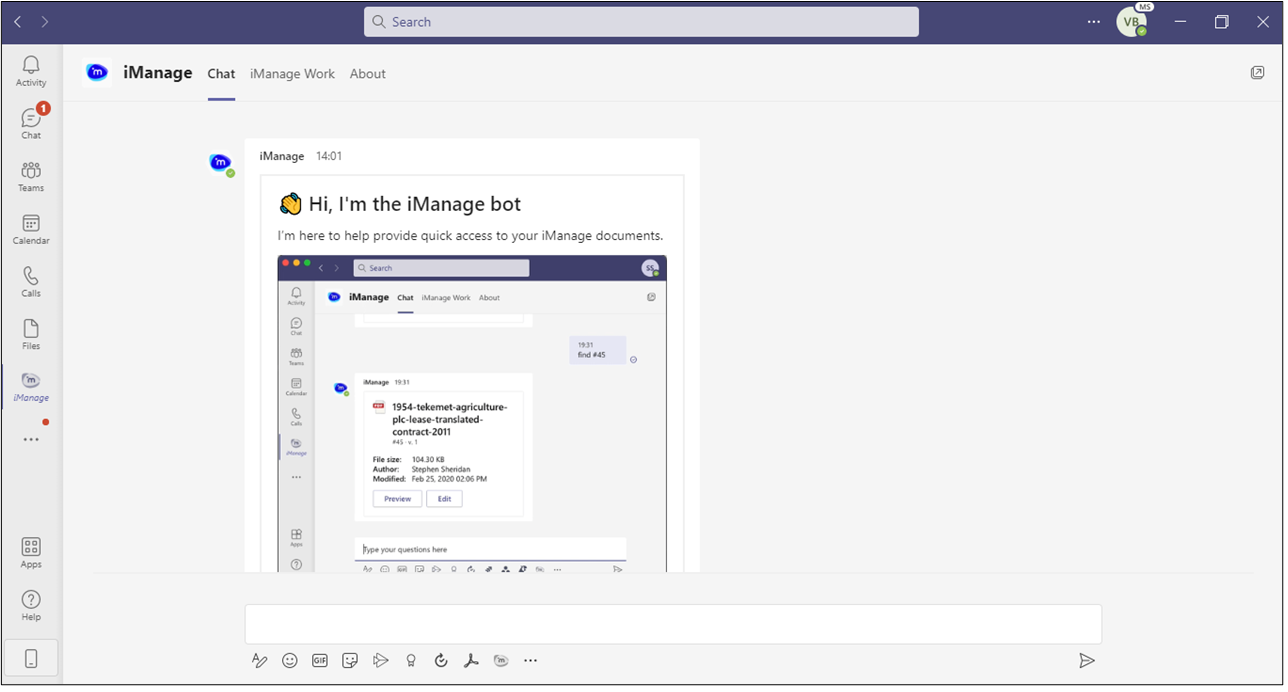 Search
MS
VB
Activity
1
Chat
Teams
Calendar
Calls
Files
iManage
Apps
Help
m
iManage
Chat
iManage Work
About
iManage 14:01
Hi, I'm the iManage bot
I'm here to help provide quick access to your iManage documents.
Search
SS
Activity
Chat
Teams
Calendar
Calls
iManage
Apps
iManage
Chat
iManage Work
About
19:31
find #45
iManage 19:31
PDF
1954-tekemet-agriculture-
plc-lease-translated-
contract-2011
#45 - v. 1
File size: 104.30 KB
Author: Stephen Sheridan
Modified: Feb 25, 2020 02:06 PM
Preview
Edit
Type your questions here
GIF